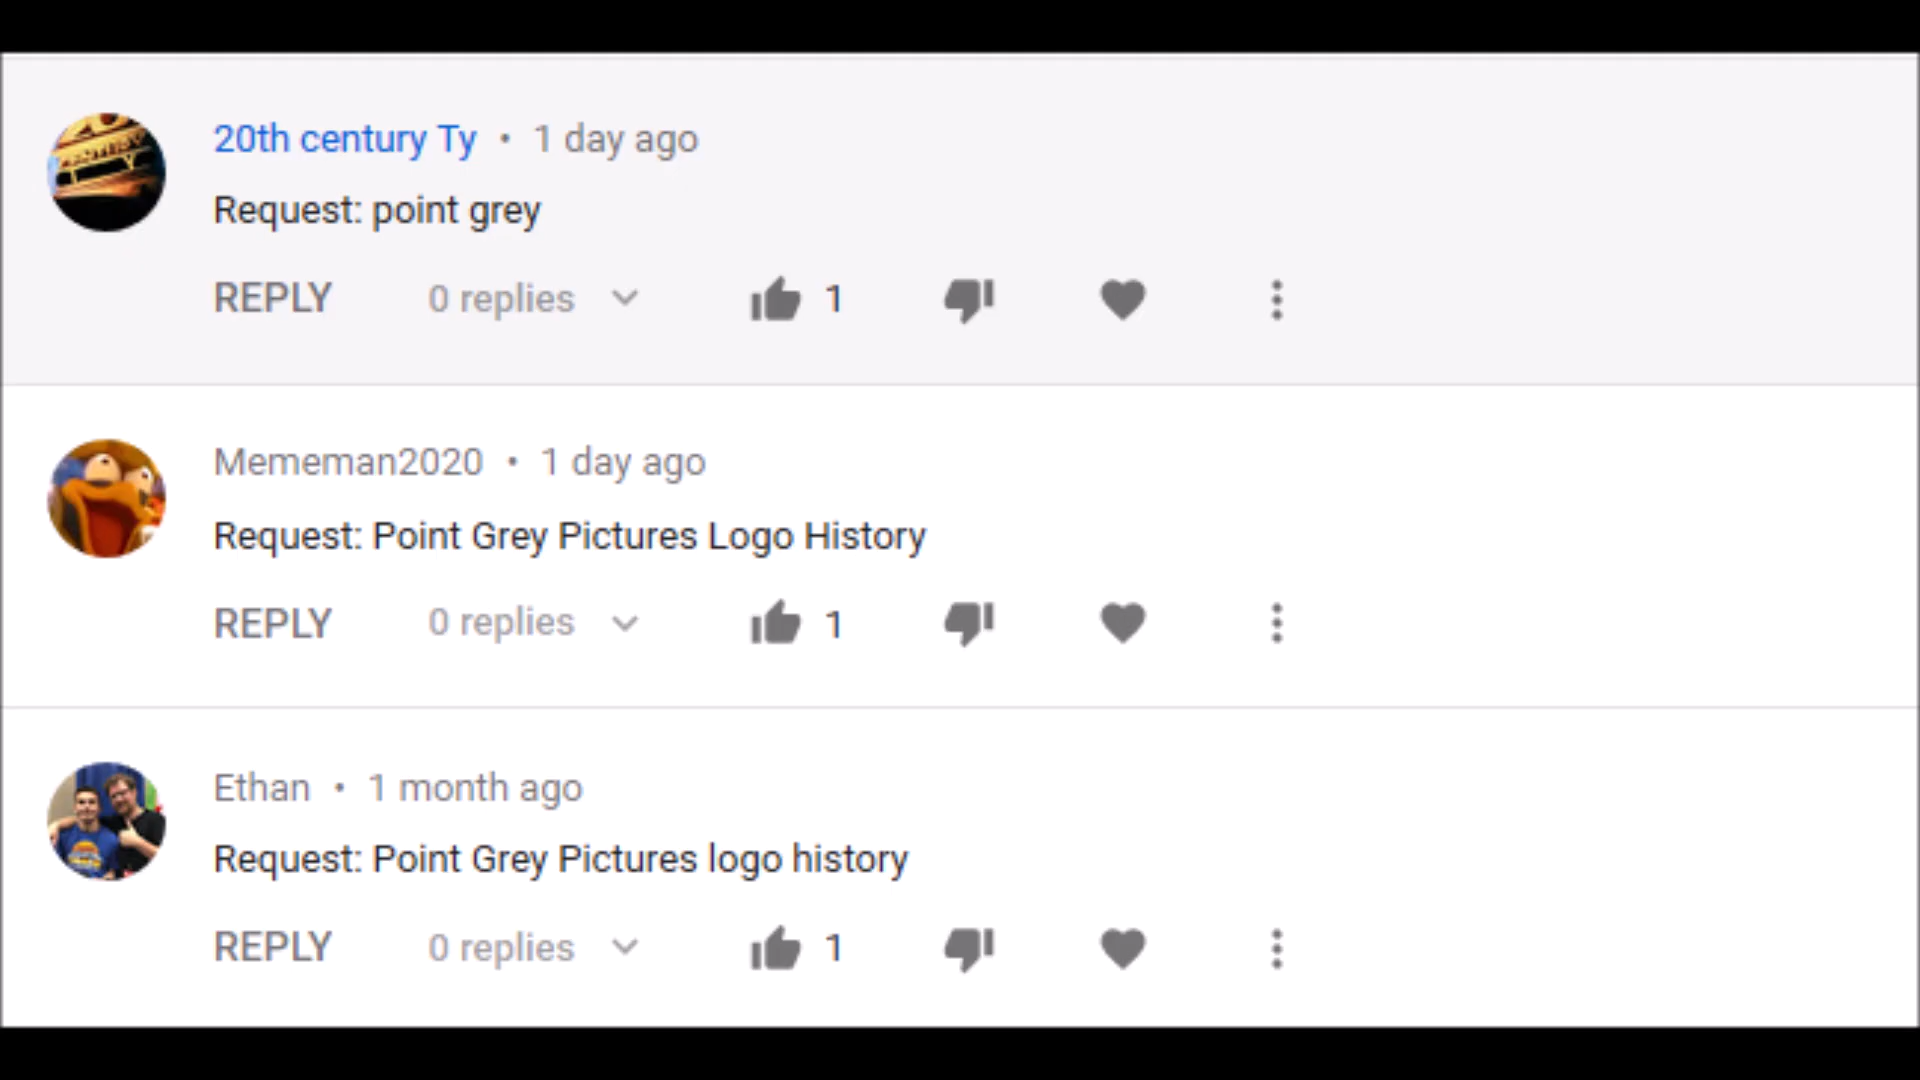 20th century Ty • 1 day ago
Request: point grey
REPLY 0 replies 1
Mememan2020 • 1 day ago
Request: Point Grey Pictures Logo History
REPLY 0 replies 1
Ethan • 1 month ago
Request: Point Grey Pictures logo history
REPLY 0 replies 1